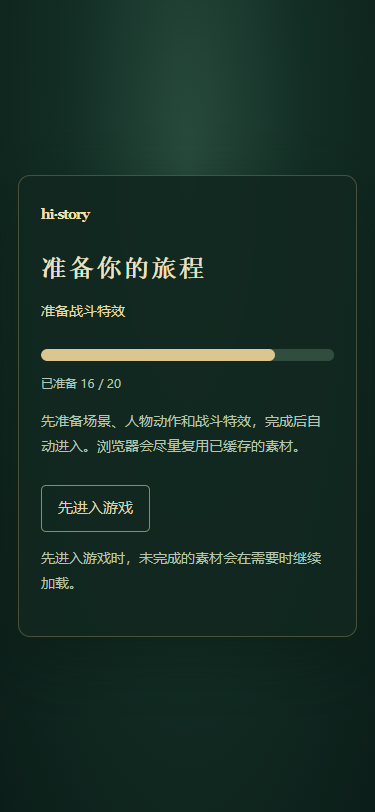 hi-story
准备你的旅程
准备战斗特效
已准备 16 / 20
先准备场景、人物动作和战斗特效，完成后自
动进入。浏览器会尽量复用已缓存的素材。
先进入游戏
先进入游戏时，未完成的素材会在需要时继续
加载。